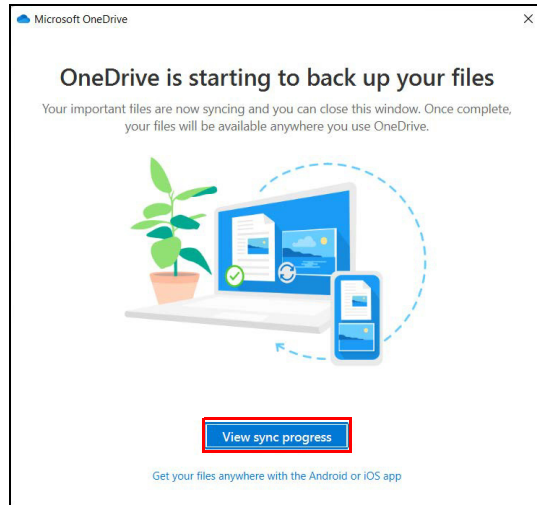 Microsoft OneDrive
OneDrive is starting to back up your files
Your important files are now syncing and you can close this window. Once complete,
your files will be available anywhere you use OneDrive.
View sync progress
Get your files anywhere with the Android or iOS app